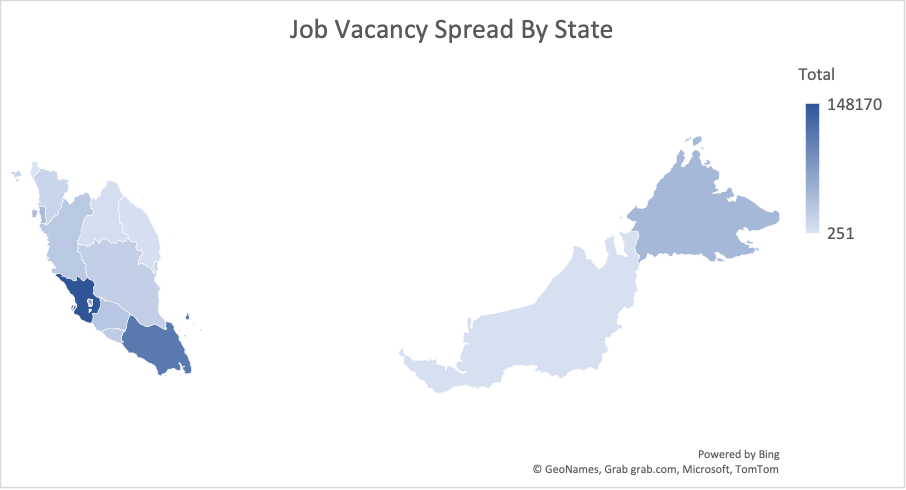 Job Vacancy Spread By State
Total
148170
251
Powered by Bing
© GeoNames, Grab grab.com, Microsoft, TomTom